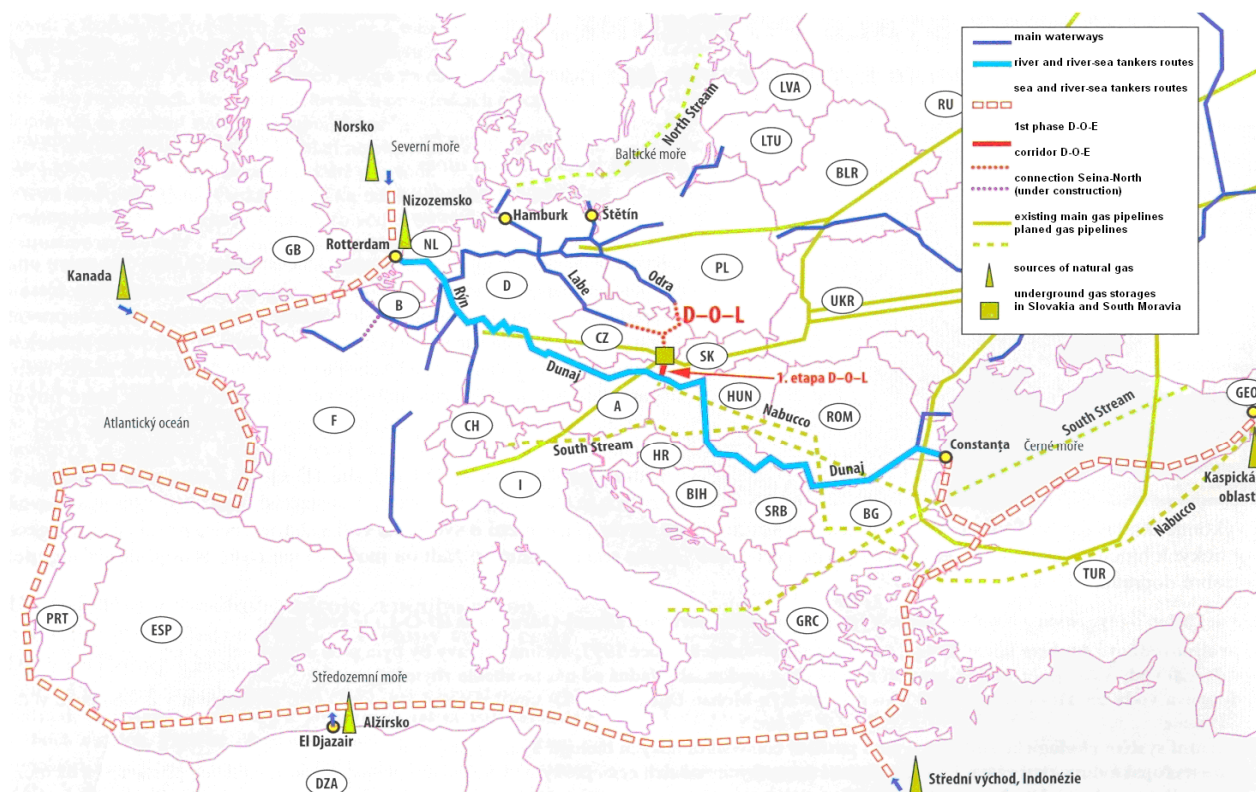 main waterways
river and river-sea tankers routes
sea and river-sea tankers routes
1st phase D-O-E
corridor D-O-E
connection Seina-North
(under construction)
existing main gas pipelines
planed gas pipelines
sources of natural gas
underground gas storages
in Slovakia and South Moravia
LVA
RU
North Stream
Norsko
Severní moře
LTU
Baltické moře
BLR
Nizozemsko
Hamburk
Štětín
GB
Rotterdam
NL
Kanada
PL
D
Labe
Odra
B
Rýn
UKR
D–O–L
CZ
SK
Dunaj
1. etapa D–O–L
HUN
GEO
A
Nabucco
ROM
South Stream
Atlantický oceán
F
CH
Constanța
Černé moře
South Stream
HR
Dunaj
Kaspická
oblast
I
BIH
SRB
BG
Nabucco
TUR
PRT
ESP
GRC
Středozemní moře
Alžírsko
El Djazair
DZA
Střední východ, Indonézie